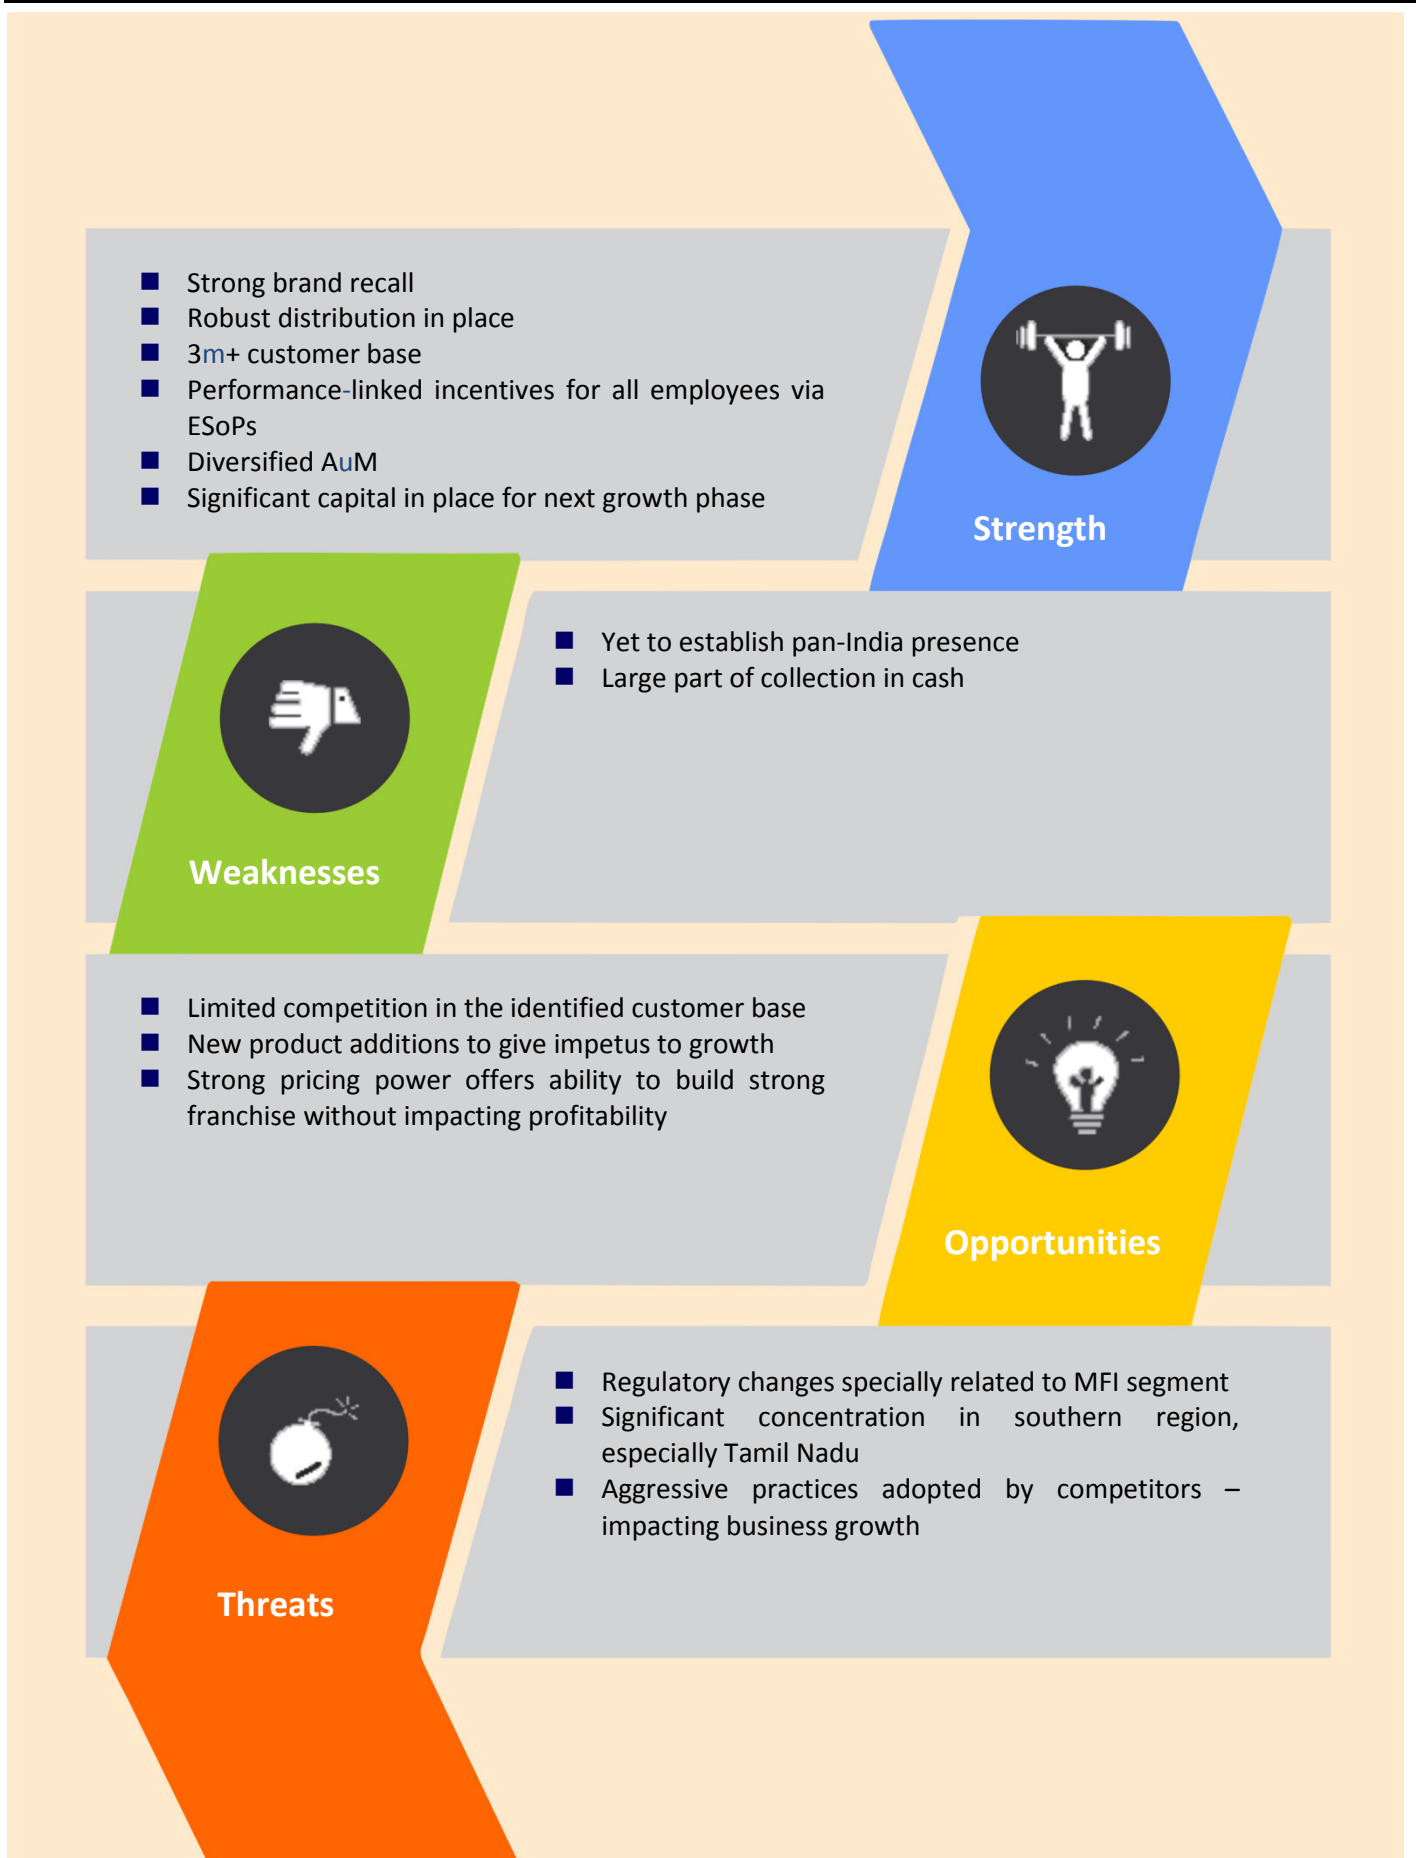 Strong brand recall
Robust distribution in place
3m+ customer base
Performance-linked incentives for all employees via
ESoPs
Diversified AuM
Significant capital in place for next growth phase
Strength
Yet to establish pan-India presence
Large part of collection in cash
Weaknesses
Limited competition in the identified customer base
New product additions to give impetus to growth
Strong pricing power offers ability to build strong
franchise without impacting profitability
Opportunities
Regulatory changes specially related to MFI segment
Significant concentration in southern region,
especially Tamil Nadu
Aggressive practices adopted by competitors –
impacting business growth
Threats